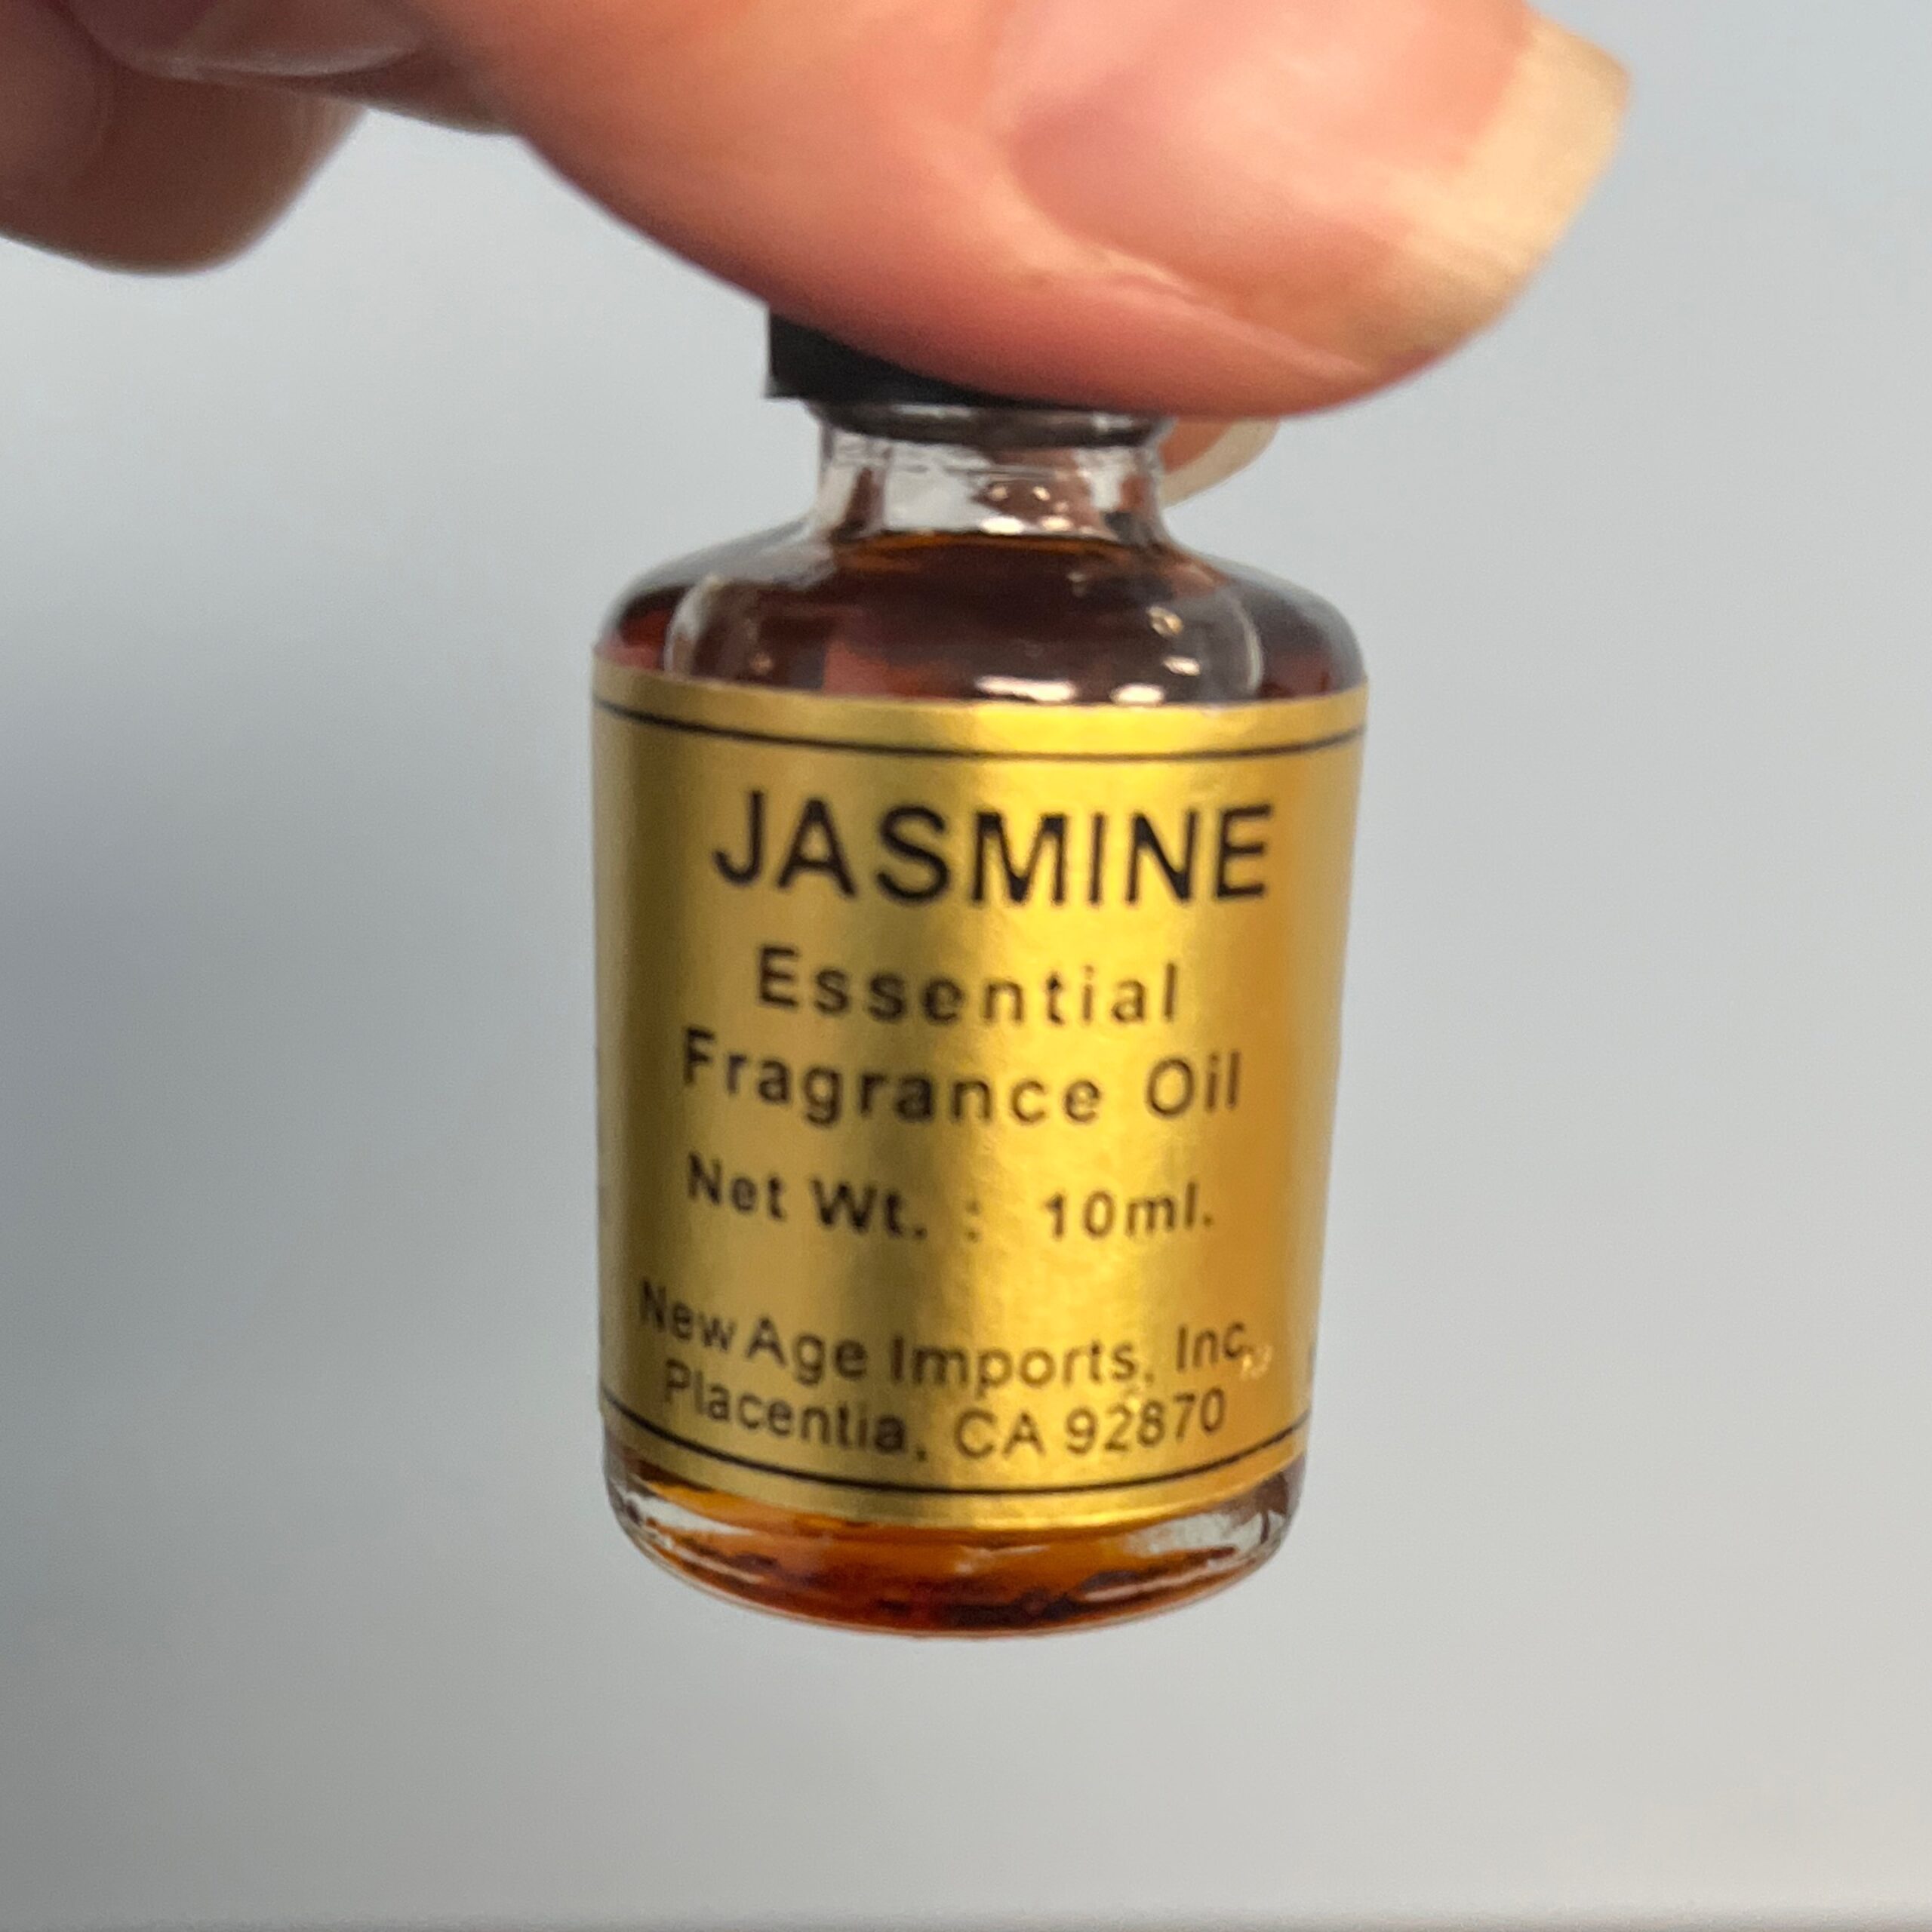 JASMINE
Essential
Fragrance Oil
Net Wt. : 10ml.
New Age Imports, Inc.
Placentia, CA 92870